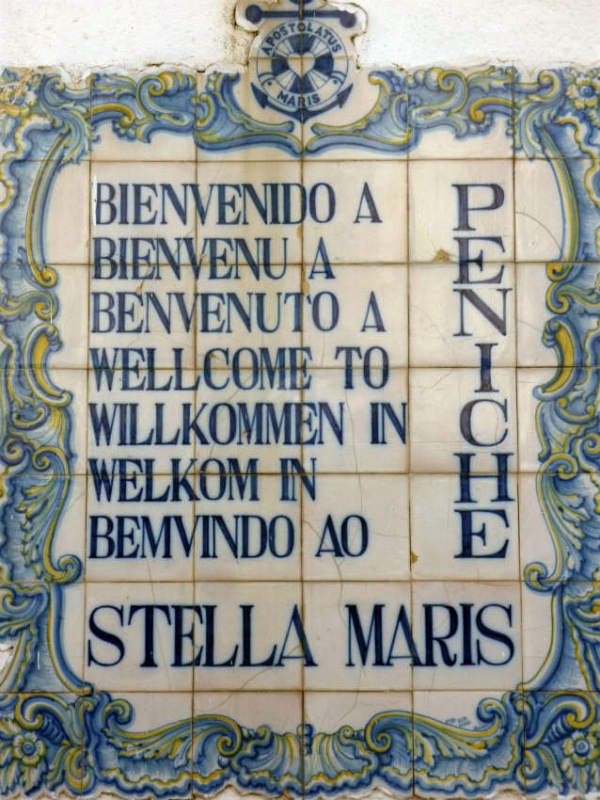 APOSTOLATUS
MARIS
BIENVENIDO A
BIENVENU A
BENVENUTO A
WELLCOME TO
WILLKOMMEN IN
WELKOM IN
BEMVINDO AO
PENICHE
STELLA MARIS